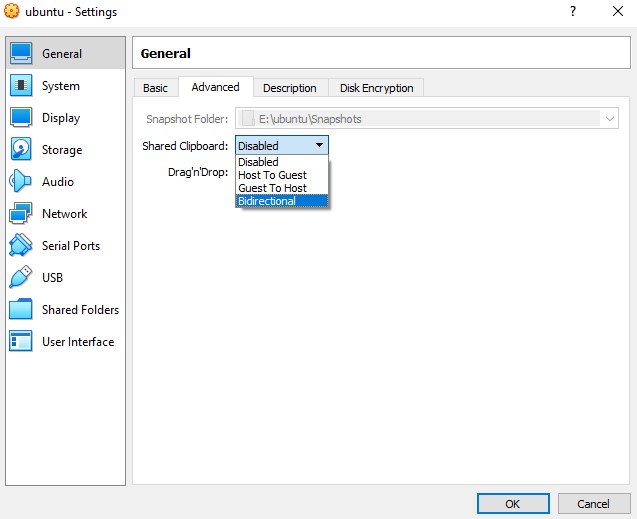 ubuntu - Settings ?
General
System
Display
Storage
Audio
Network
Serial Ports
USB
Shared Folders
User Interface
General
Basic Advanced Description Disk Encryption
Snapshot Folder: E:\ubuntu\Snapshots
Shared Clipboard: Disabled
Disabled
Drag'n'Drop: Host To Guest
Guest To Host
Bidirectional
OK Cancel